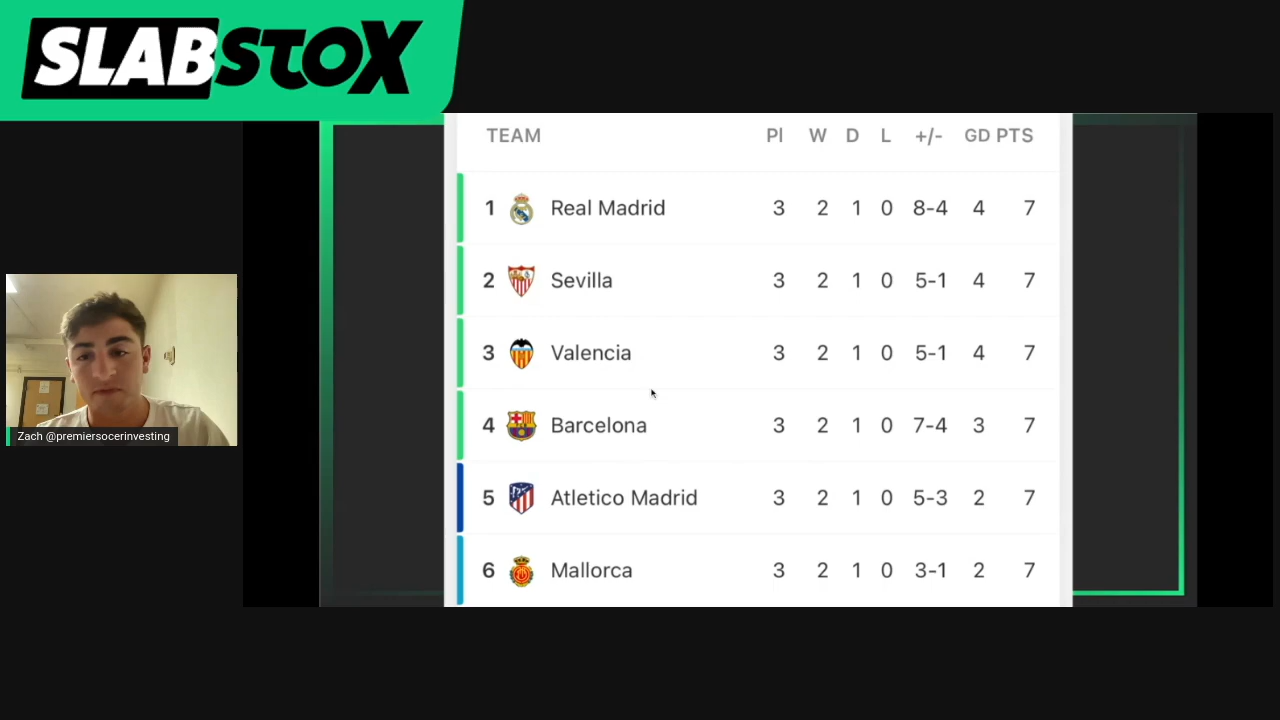 SLABSTOX
TEAM Pl W D L +/- GD PTS
1 Real Madrid 3 2 1 0 8-4 4 7
2 Sevilla 3 2 1 0 5-1 4 7
3 Valencia 3 2 1 0 5-1 4 7
4 Barcelona 3 2 1 0 7-4 3 7
5 Atletico Madrid 3 2 1 0 5-3 2 7
6 Mallorca 3 2 1 0 3-1 2 7
Zach @premiersocerinvesting